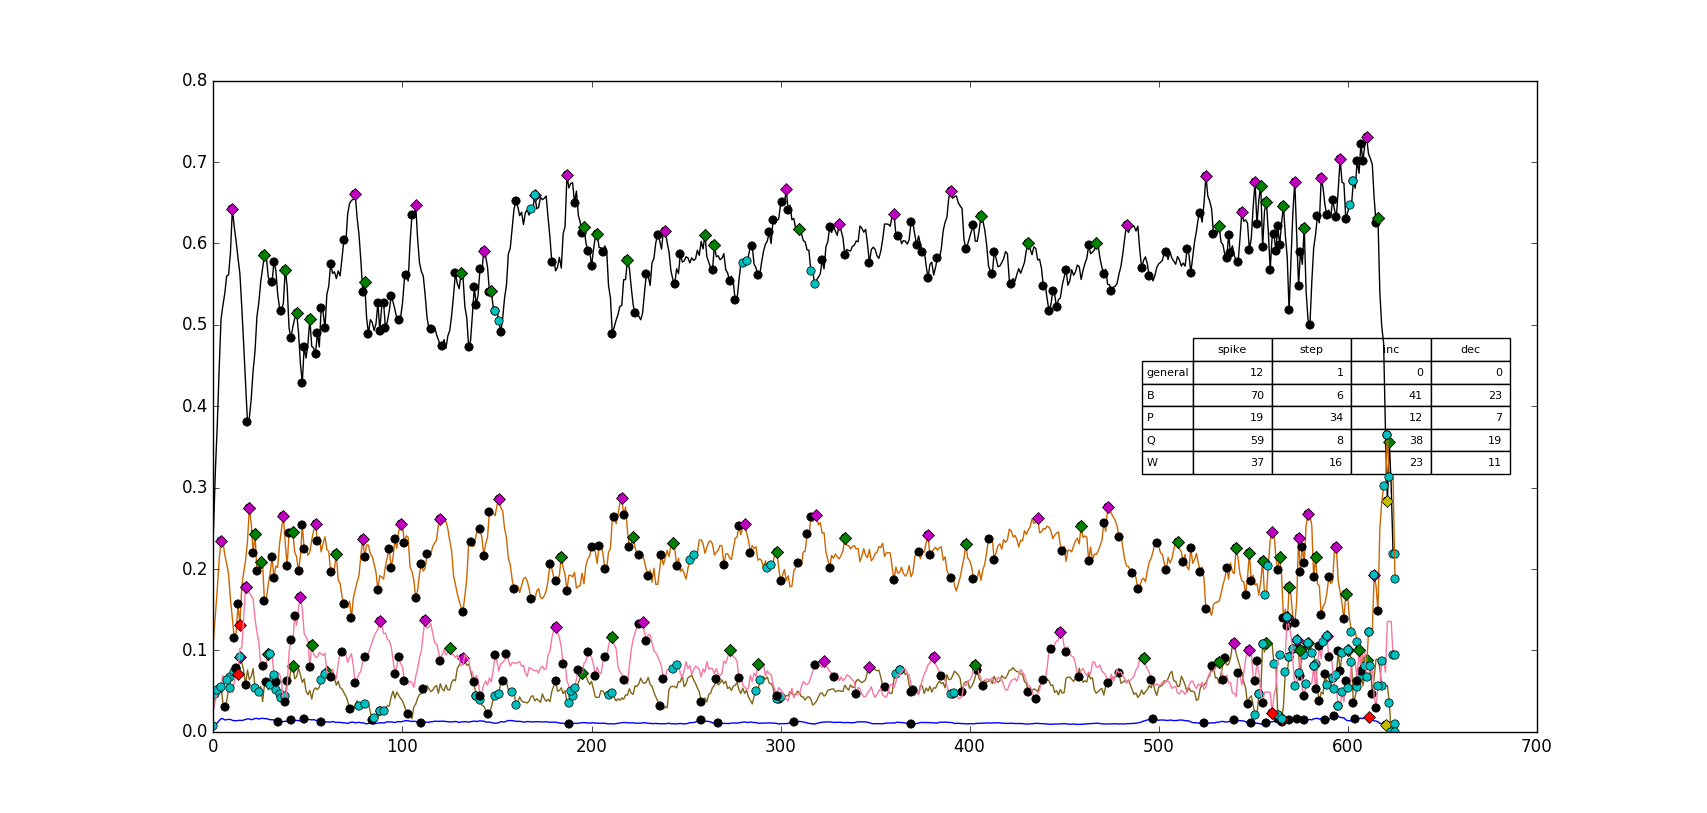 0.8
0.7
0.6
0.5
0.4
0.3
0.2
0.1
0.0
spike step inc dec
general 12 1 0 0
B 70 6 41 23
P 19 34 12 7
Q 59 8 38 19
W 37 16 23 11
0 100 200 300 400 500 600 700